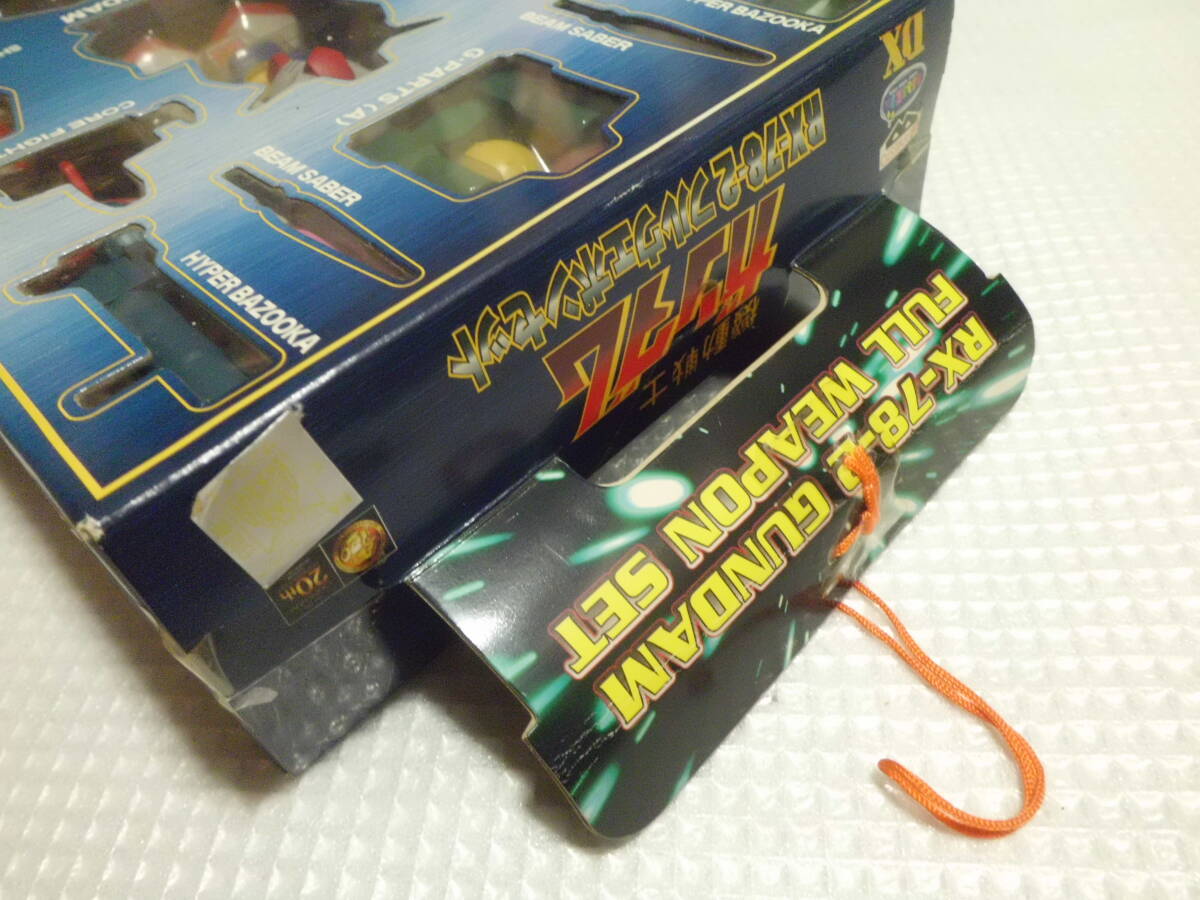 HYPER BAZOOKA
BEAM SABER
G-PARTS (A)
BEAM SABER
HYPER BAZOOKA
DX
機動戦士
ガンダム
RX-78-2 フルウェポンセット
20th
RX-78-2 GUNDAM
FULL WEAPON SET